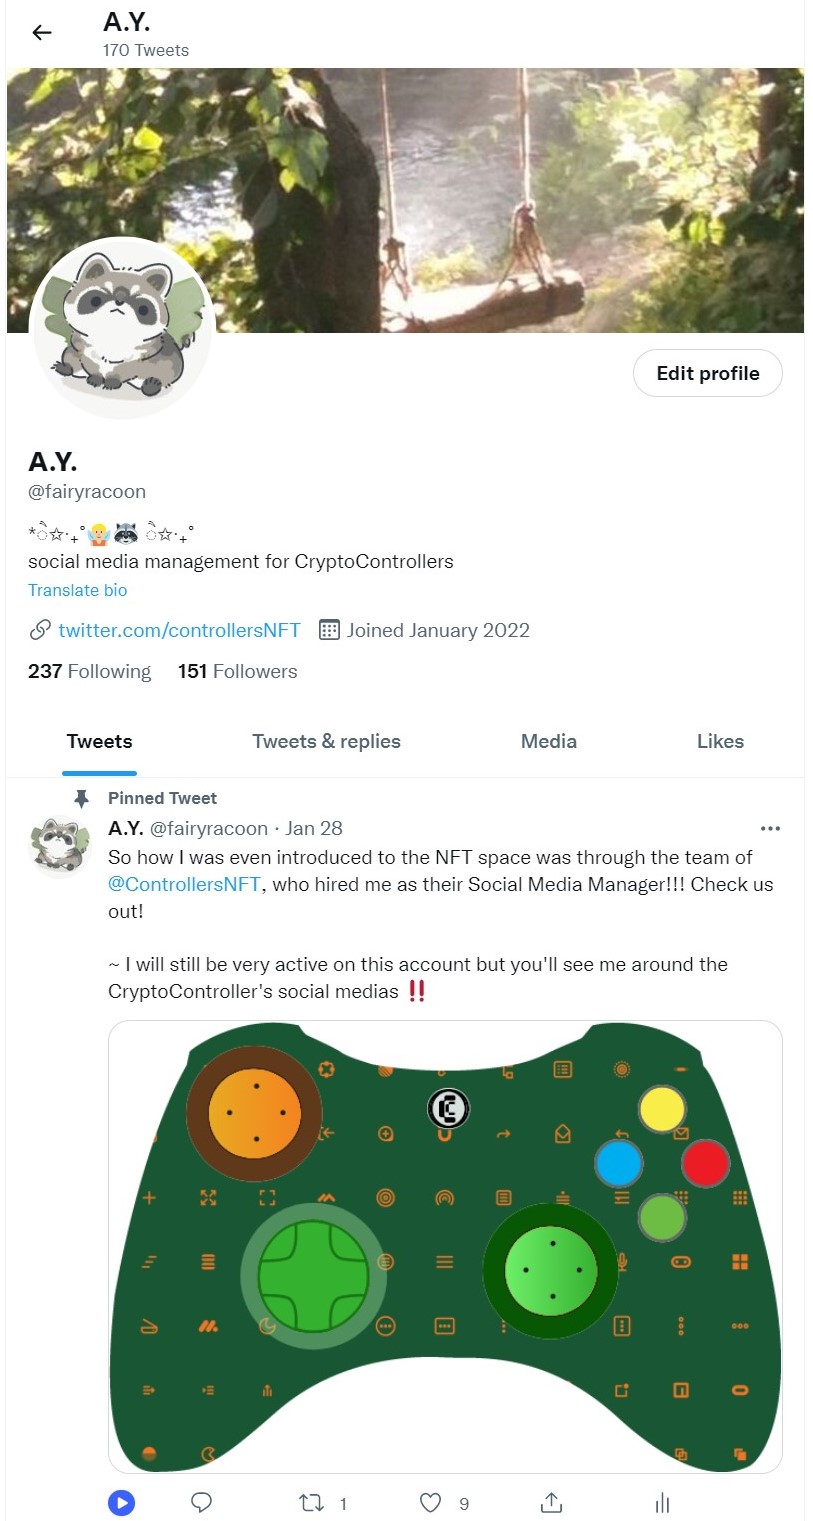 A.Y.
170 Tweets
Edit profile
A.Y.
@fairyracoon
*ੈ✩‧₊˚🧚🏼🦝 ੈ✩‧₊˚
social media management for CryptoControllers
Translate bio
twitter.com/controllersNFT Joined January 2022
237 Following 151 Followers
Tweets Tweets & replies Media Likes
Pinned Tweet
A.Y. @fairyracoon · Jan 28
So how I was even introduced to the NFT space was through the team of
@ControllersNFT, who hired me as their Social Media Manager!!! Check us
out!
~ I will still be very active on this account but you'll see me around the
CryptoController's social medias ‼️
1 9